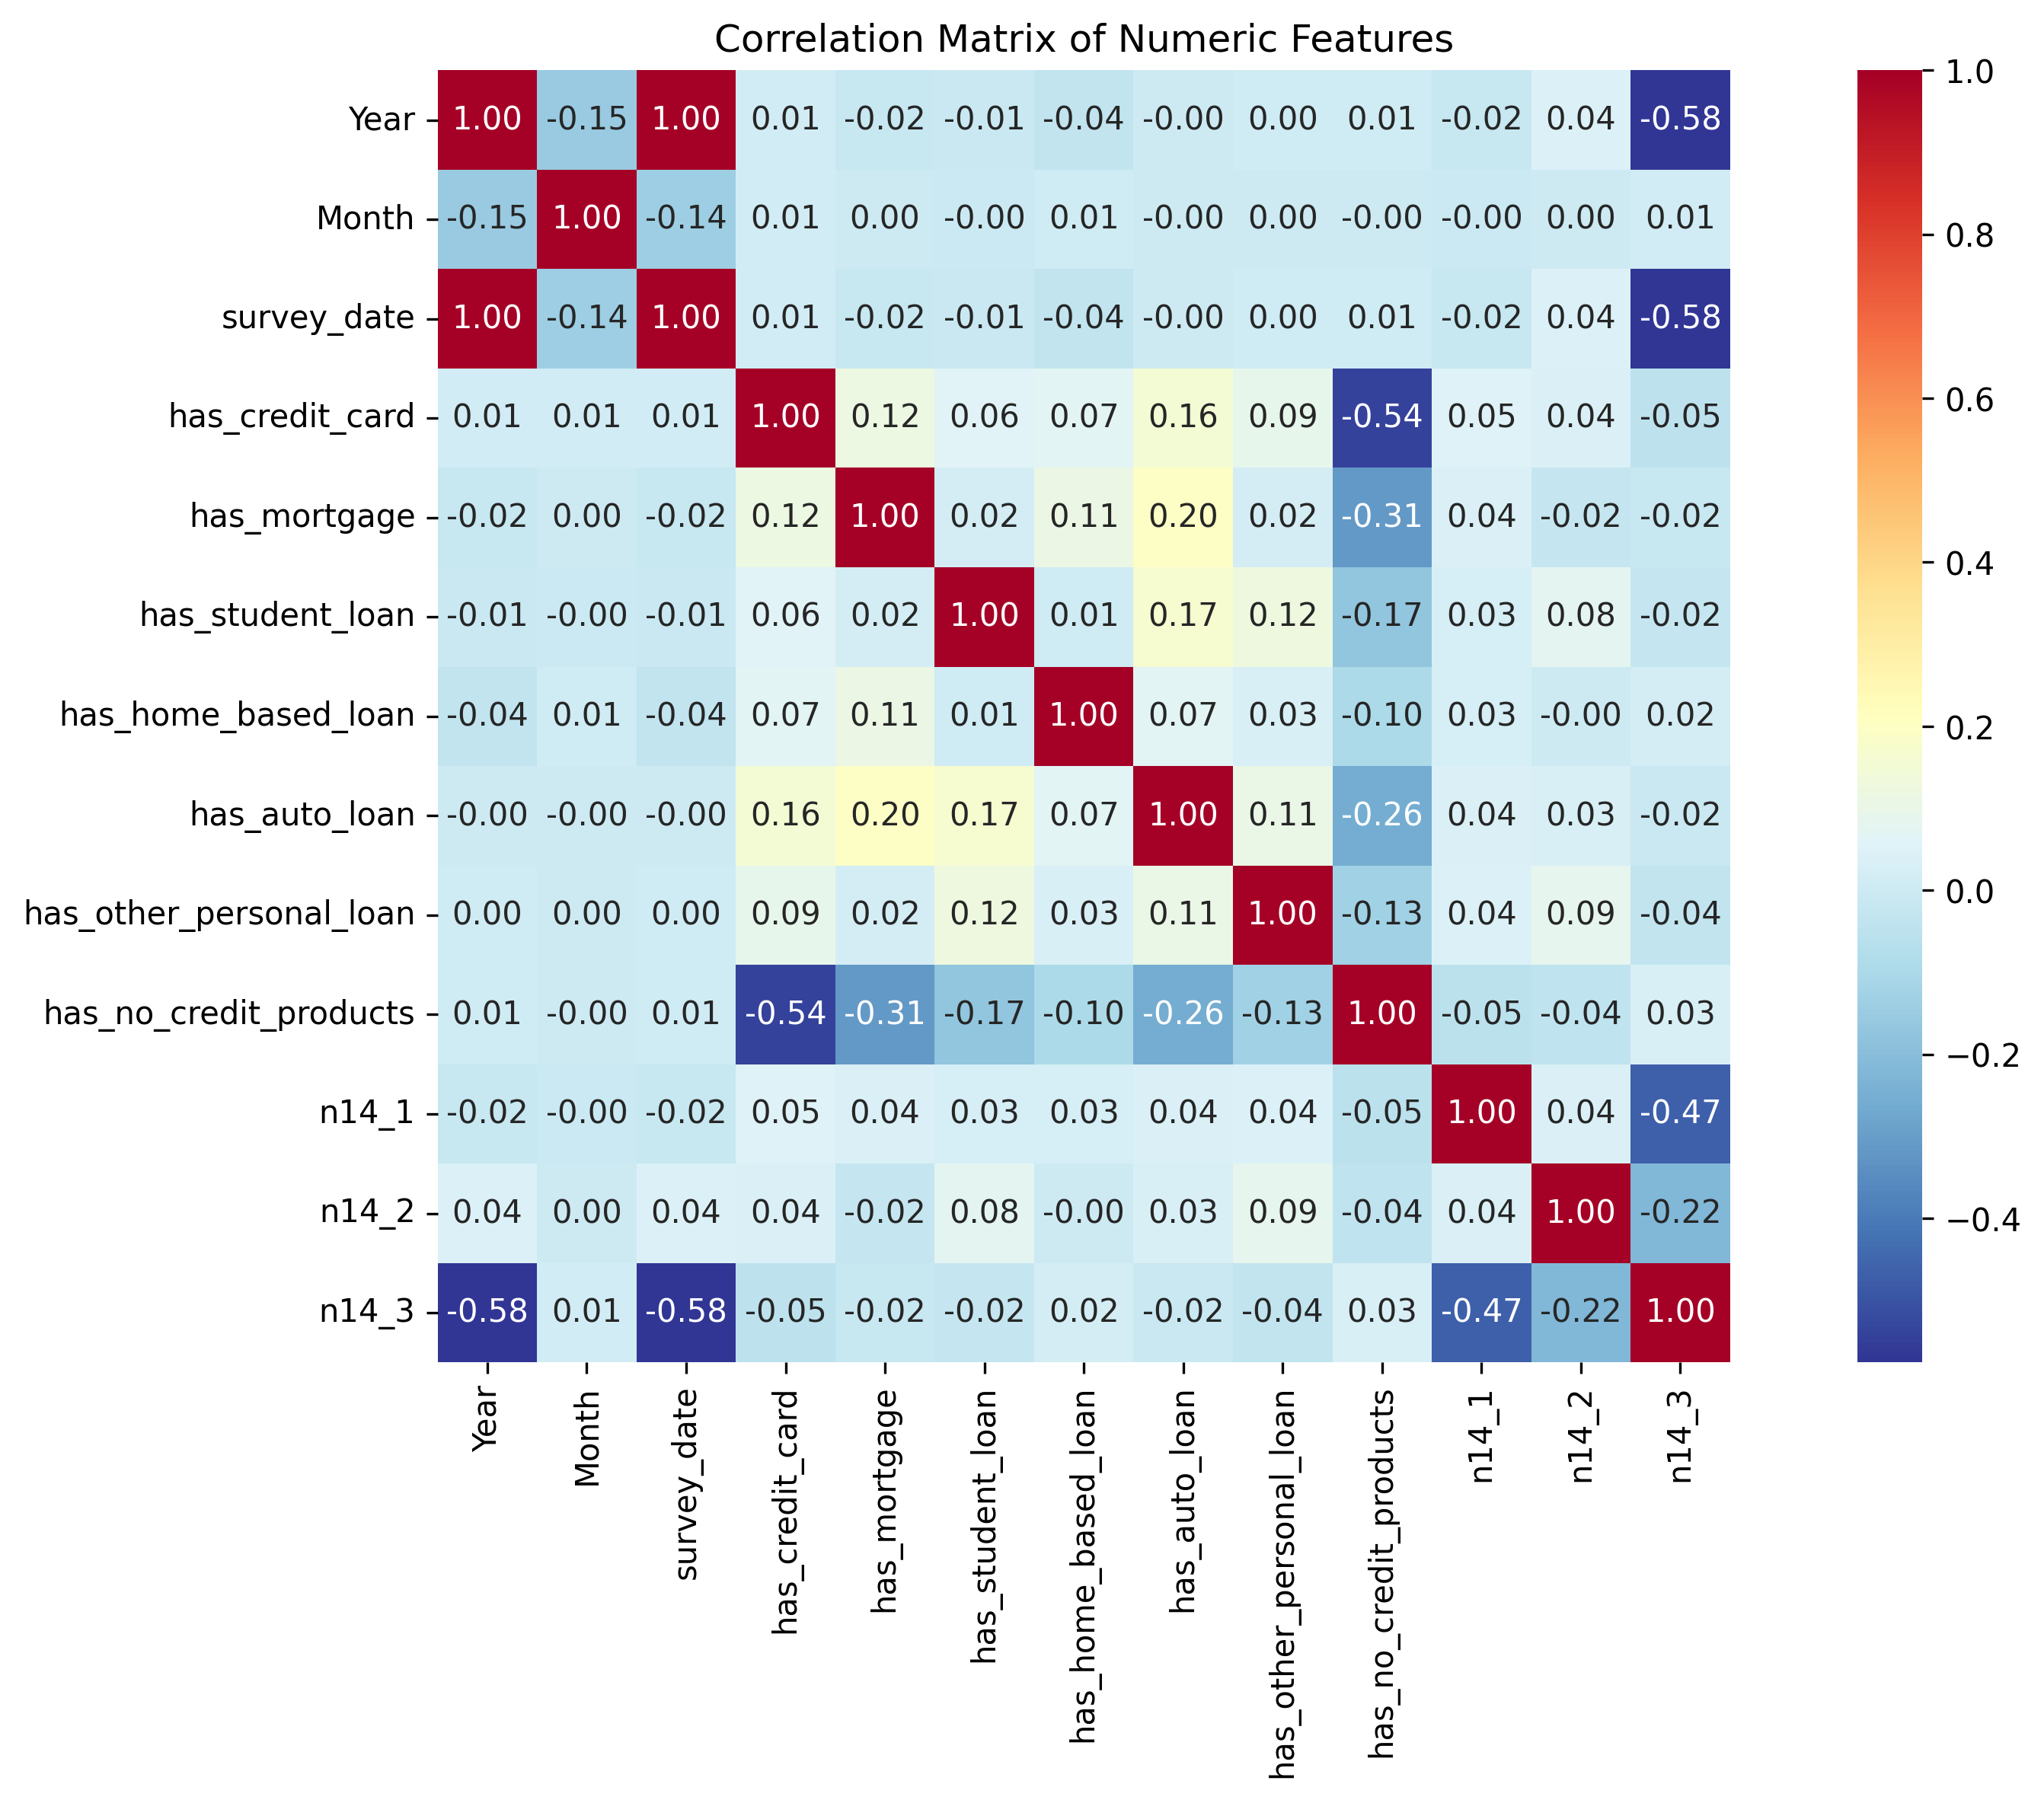 Correlation Matrix of Numeric Features
Year 1.00 -0.15 1.00 0.01 -0.02 -0.01 -0.04 -0.00 0.00 0.01 -0.02 0.04 -0.58
Month -0.15 1.00 -0.14 0.01 0.00 -0.00 0.01 -0.00 0.00 -0.00 -0.00 0.00 0.01
survey_date 1.00 -0.14 1.00 0.01 -0.02 -0.01 -0.04 -0.00 0.00 0.01 -0.02 0.04 -0.58
has_credit_card 0.01 0.01 0.01 1.00 0.12 0.06 0.07 0.16 0.09 -0.54 0.05 0.04 -0.05
has_mortgage -0.02 0.00 -0.02 0.12 1.00 0.02 0.11 0.20 0.02 -0.31 0.04 -0.02 -0.02
has_student_loan -0.01 -0.00 -0.01 0.06 0.02 1.00 0.01 0.17 0.12 -0.17 0.03 0.08 -0.02
has_home_based_loan -0.04 0.01 -0.04 0.07 0.11 0.01 1.00 0.07 0.03 -0.10 0.03 -0.00 0.02
has_auto_loan -0.00 -0.00 -0.00 0.16 0.20 0.17 0.07 1.00 0.11 -0.26 0.04 0.03 -0.02
has_other_personal_loan 0.00 0.00 0.00 0.09 0.02 0.12 0.03 0.11 1.00 -0.13 0.04 0.09 -0.04
has_no_credit_products 0.01 -0.00 0.01 -0.54 -0.31 -0.17 -0.10 -0.26 -0.13 1.00 -0.05 -0.04 0.03
n14_1 -0.02 -0.00 -0.02 0.05 0.04 0.03 0.03 0.04 0.04 -0.05 1.00 0.04 -0.47
n14_2 0.04 0.00 0.04 0.04 -0.02 0.08 -0.00 0.03 0.09 -0.04 0.04 1.00 -0.22
n14_3 -0.58 0.01 -0.58 -0.05 -0.02 -0.02 0.02 -0.02 -0.04 0.03 -0.47 -0.22 1.00
Year
Month
survey_date
has_credit_card
has_mortgage
has_student_loan
has_home_based_loan
has_auto_loan
has_other_personal_loan
has_no_credit_products
n14_1
n14_2
n14_3
1.0
0.8
0.6
0.4
0.2
0.0
−0.2
−0.4